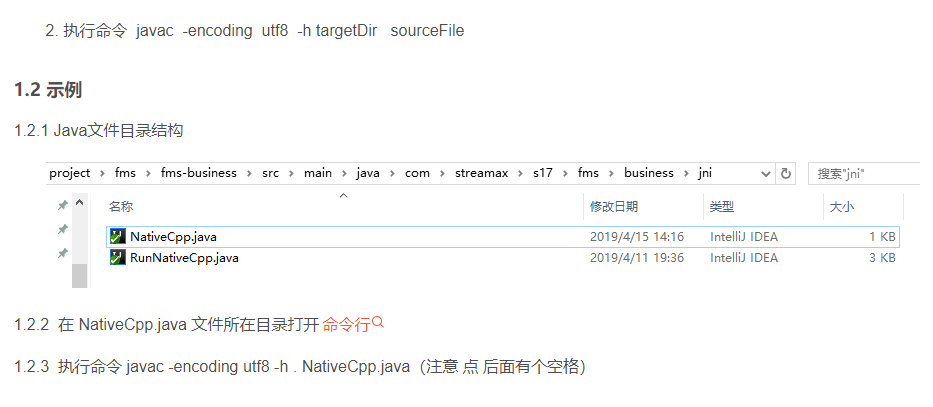 2. 执行命令 javac -encoding utf8 -h targetDir sourceFile
1.2 示例
1.2.1 Java文件目录结构
project > fms > fms-business > src > main > java > com > streamax > s17 > fms > business > jni 搜索"jni"
名称 修改日期 类型 大小
NativeCpp.java 2019/4/15 14:16 IntelliJ IDEA 1 KB
RunNativeCpp.java 2019/4/11 19:36 IntelliJ IDEA 3 KB
1.2.2 在 NativeCpp.java 文件所在目录打开 命令行
1.2.3 执行命令 javac -encoding utf8 -h . NativeCpp.java（注意 点 后面有个空格）